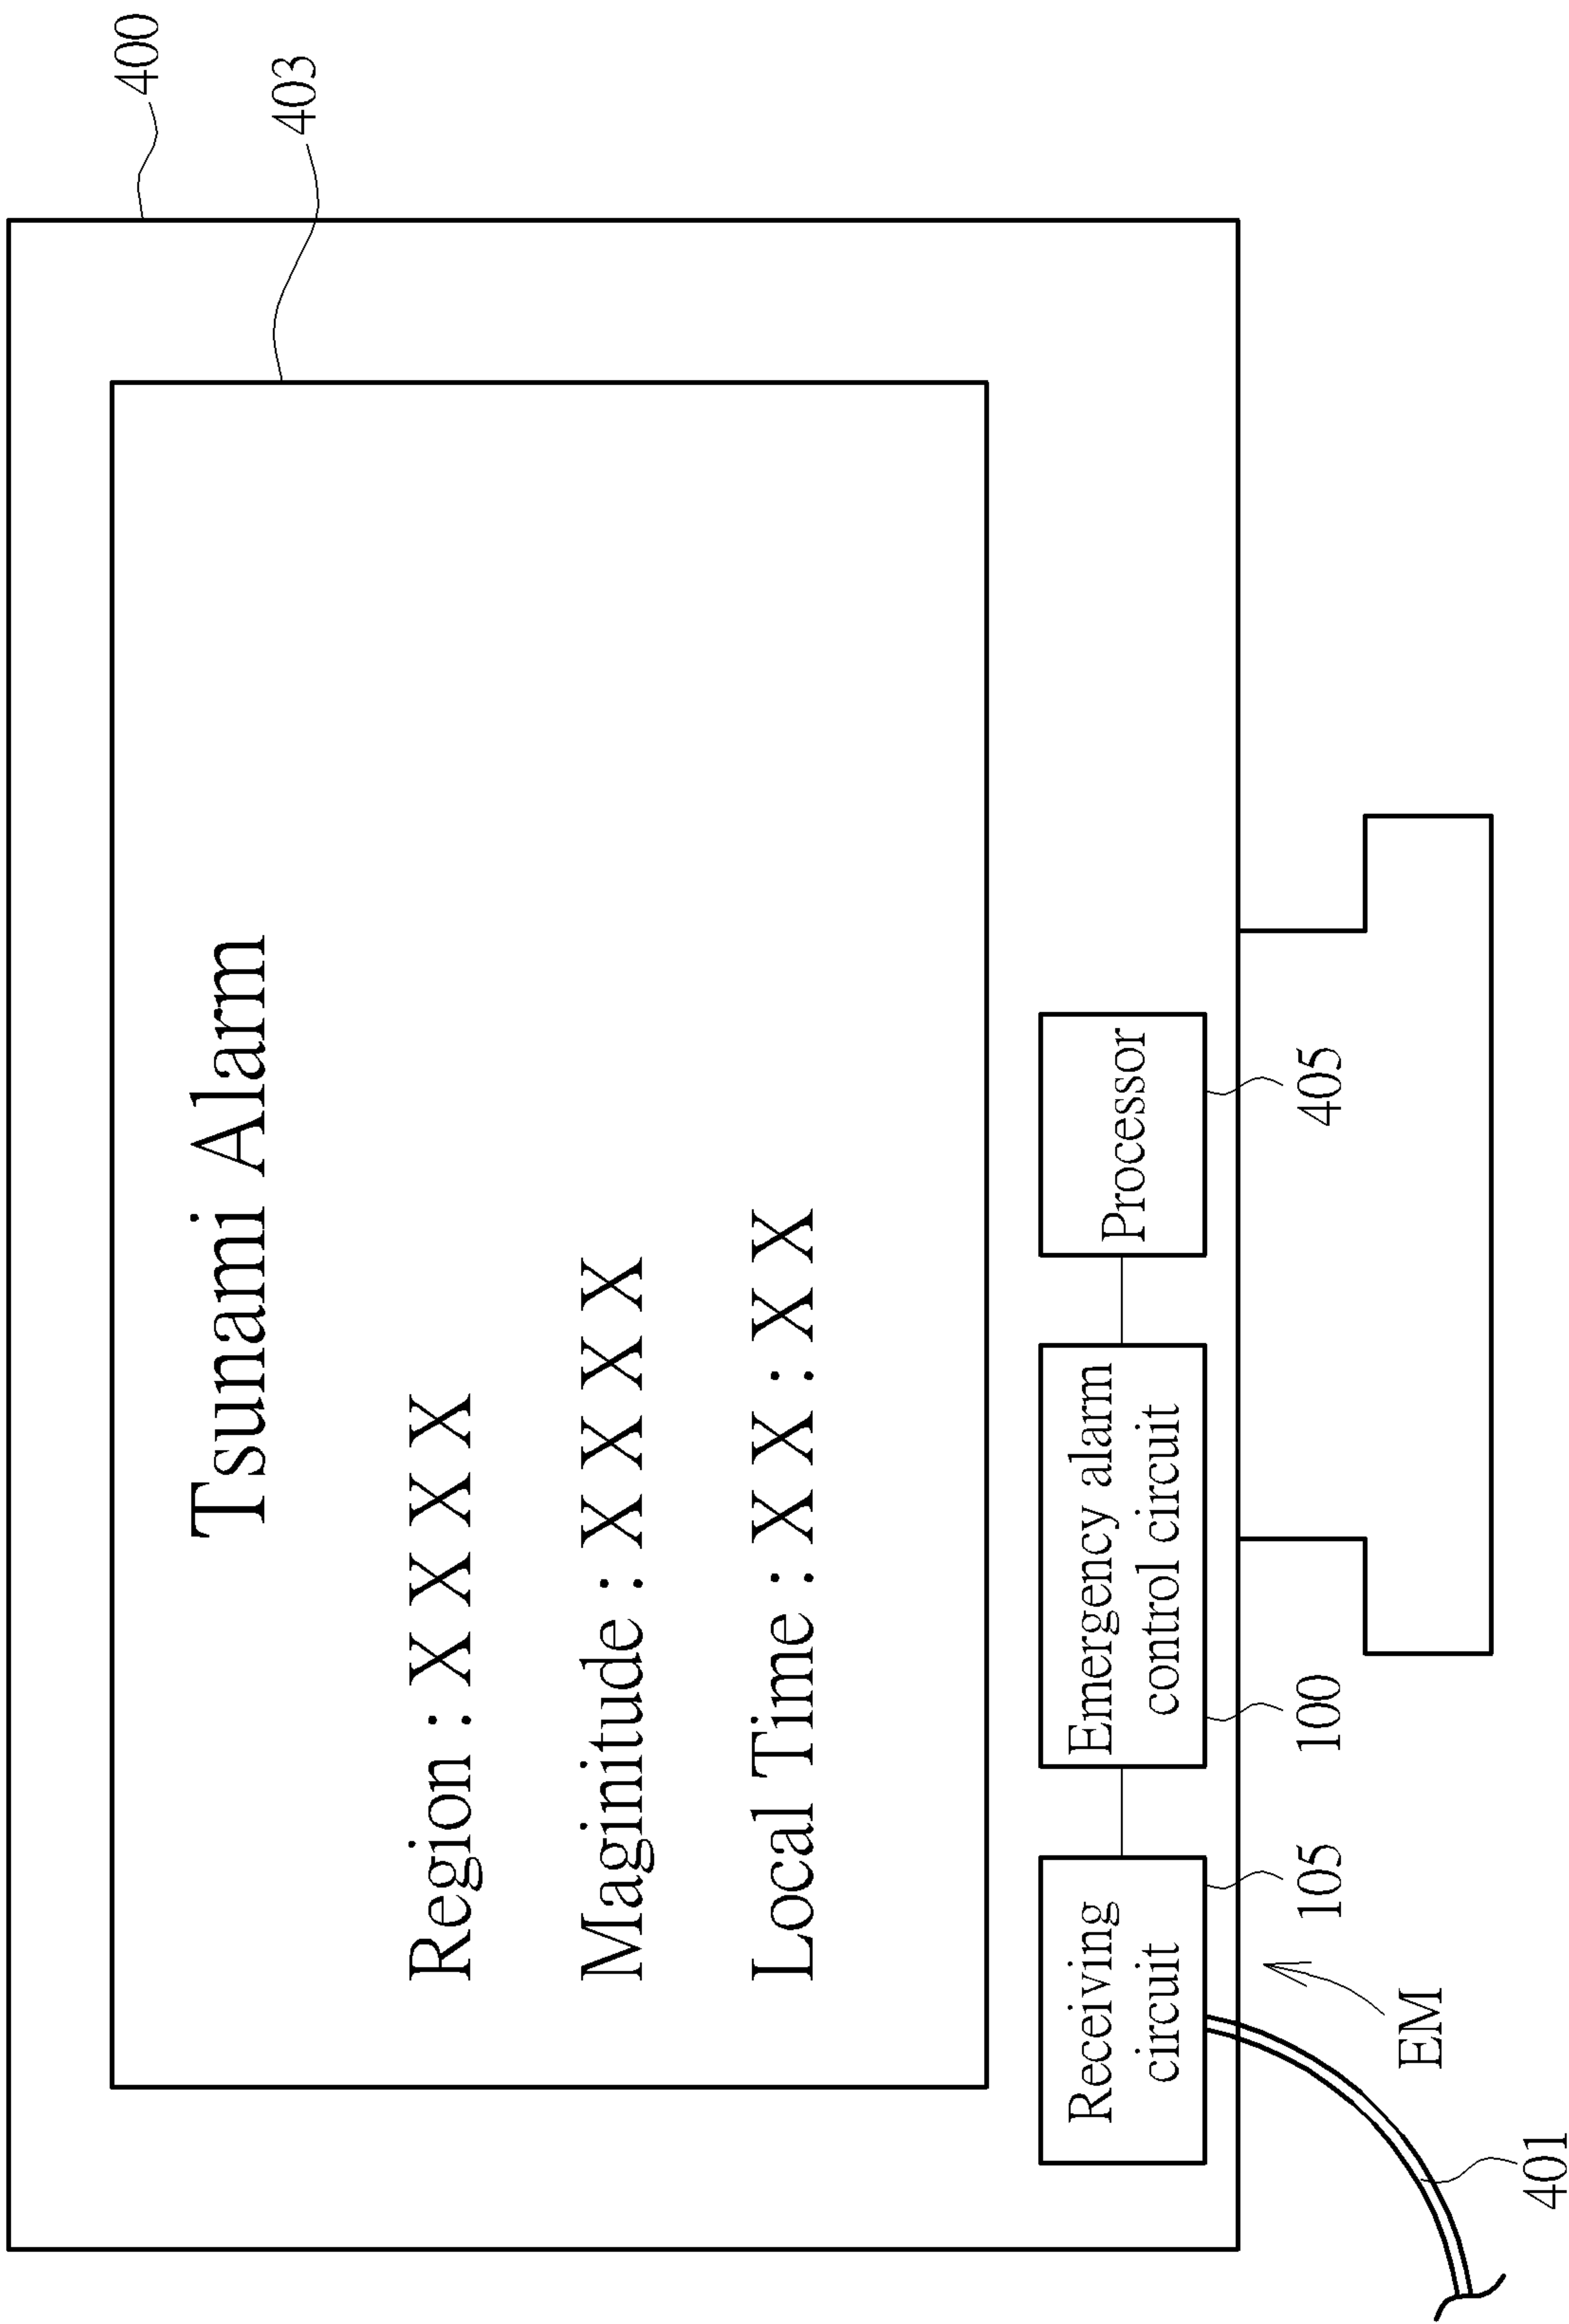 400
403
Tsunami Alarm
Region : X X X X
Maginitude : X X X X
Local Time : X X : X X
Receiving
circuit
Emergency alarm
control circuit
Processor
105
100
405
EM
401